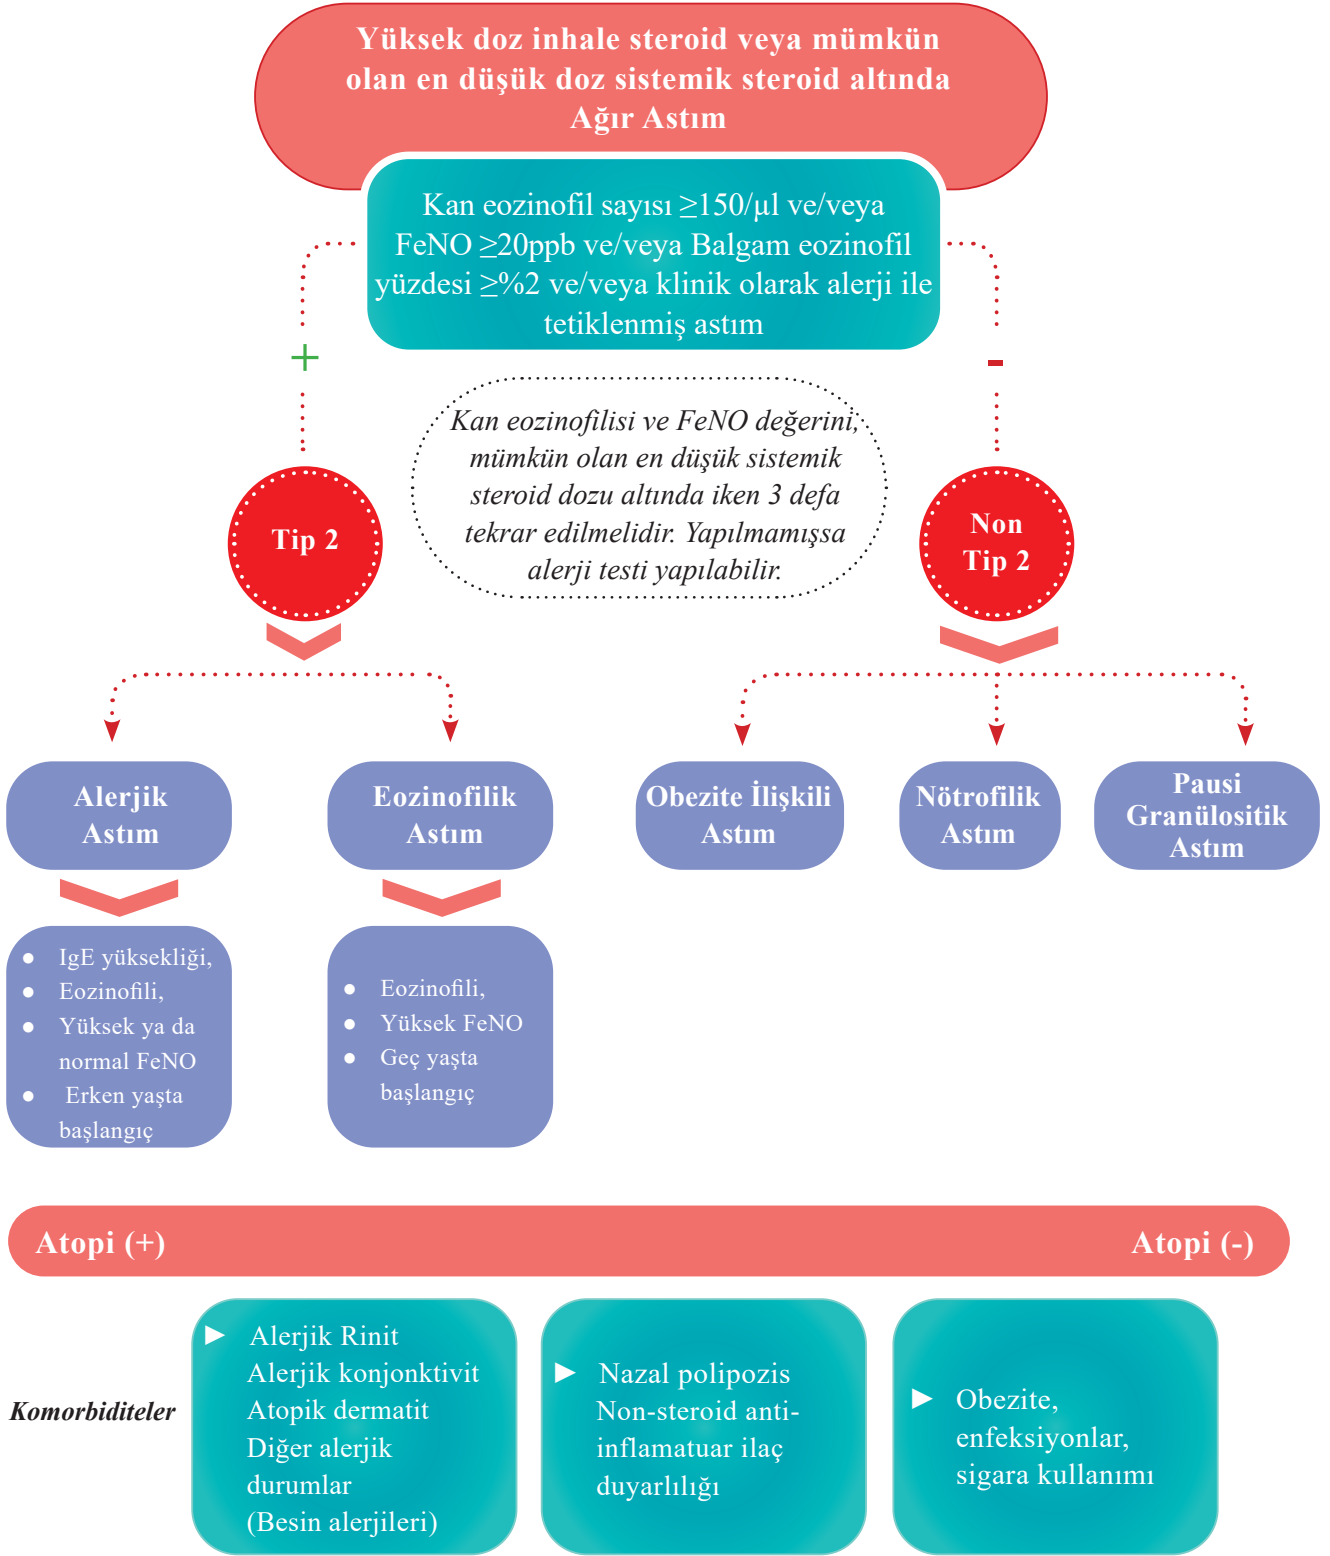 Yüksek doz inhale steroid veya mümkün
olan en düşük doz sistemik steroid altında
Ağır Astım
Kan eozinofil sayısı ≥150/µl ve/veya
FeNO ≥20ppb ve/veya Balgam eozinofil
yüzdesi ≥%2 ve/veya klinik olarak alerji ile
tetiklenmiş astım
+
-
Kan eozinofilisi ve FeNO değerini,
mümkün olan en düşük sistemik
steroid dozu altında iken 3 defa
tekrar edilmelidir. Yapılmamışsa
alerji testi yapılabilir.
Tip 2
Non
Tip 2
Alerjik
Astım
Eozinofilik
Astım
Obezite İlişkili
Astım
Nötrofilik
Astım
Pausi
Granülositik
Astım
● IgE yüksekliği,
● Eozinofili,
● Yüksek ya da
normal FeNO
● Erken yaşta
başlangıç
● Eozinofili,
● Yüksek FeNO
● Geç yaşta
başlangıç
Atopi (+)
Atopi (-)
Komorbiditeler
► Alerjik Rinit
Alerjik konjonktivit
Atopik dermatit
Diğer alerjik
durumlar
(Besin alerjileri)
► Nazal polipozis
Non-steroid anti-
inflamatuar ilaç
duyarlılığı
► Obezite,
enfeksiyonlar,
sigara kullanımı